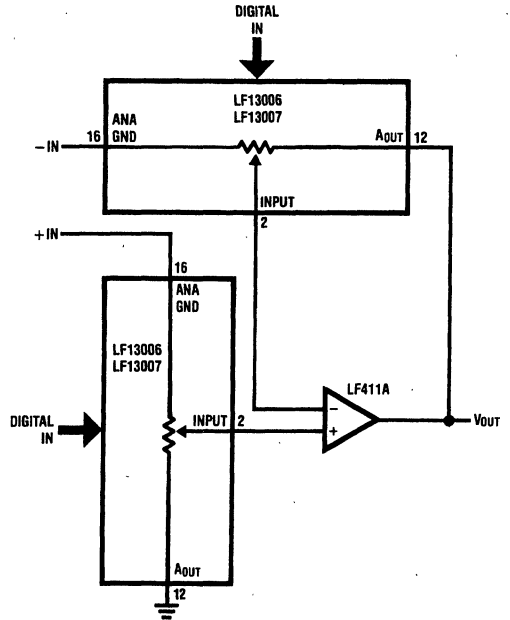 DIGITAL
IN
LF13006
LF13007
ANA
GND
16
−IN
AOUT
12
INPUT
2
+IN
16
ANA
GND
LF13006
LF13007
LF411A
DIGITAL
IN
INPUT
2
−
+
VOUT
AOUT
12